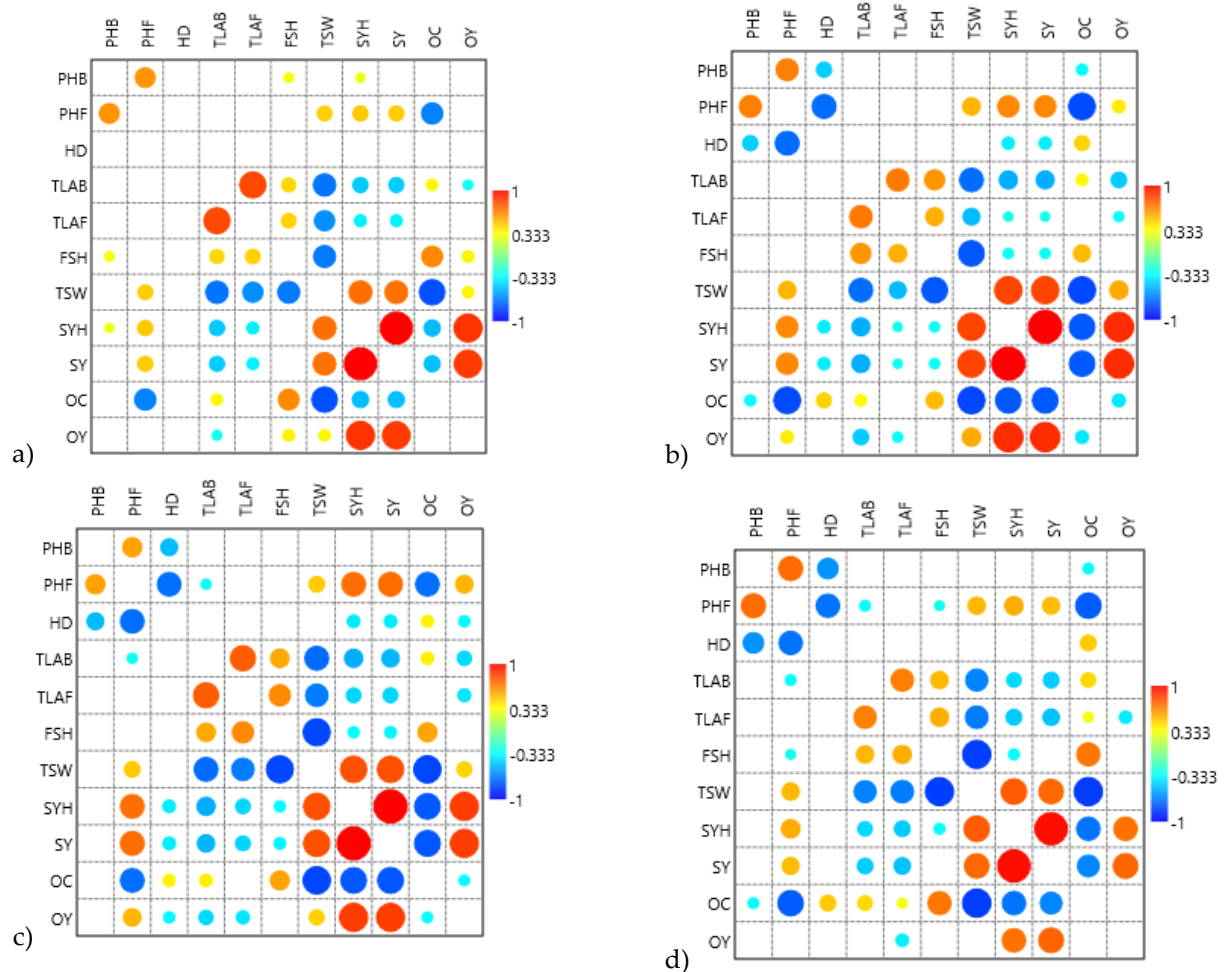 PHB PHF HD TLAB TLAF FSH TSW SYH SY OC OY
PHB
PHF
HD
TLAB
TLAF
FSH
TSW
SYH
SY
OC
OY
1
0.333
-0.333
-1
a)
PHB PHF HD TLAB TLAF FSH TSW SYH SY OC OY
PHB
PHF
HD
TLAB
TLAF
FSH
TSW
SYH
SY
OC
OY
1
0.333
-0.333
-1
b)
PHB PHF HD TLAB TLAF FSH TSW SYH SY OC OY
PHB
PHF
HD
TLAB
TLAF
FSH
TSW
SYH
SY
OC
OY
1
0.333
-0.333
-1
c)
PHB PHF HD TLAB TLAF FSH TSW SYH SY OC OY
PHB
PHF
HD
TLAB
TLAF
FSH
TSW
SYH
SY
OC
OY
1
0.333
-0.333
-1
d)